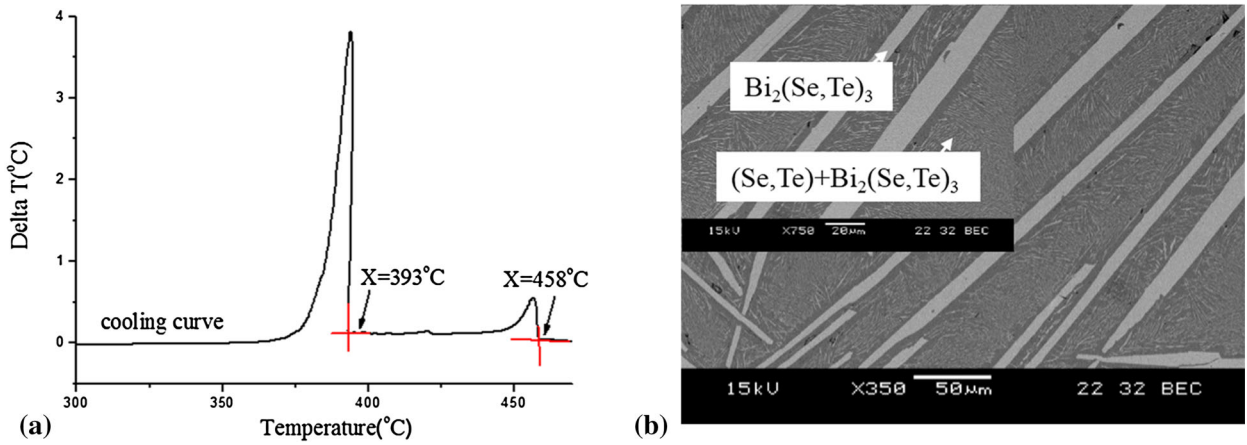 4
3
2
1
0
Delta T(°C)
X=393°C
X=458°C
cooling curve
300
350
400
450
Temperature(°C)
(a)
Bi₂(Se,Te)₃
(Se,Te)+Bi₂(Se,Te)₃
15kV X750 20µm 22 32 BEC
15kV X350 50µm 22 32 BEC
(b)